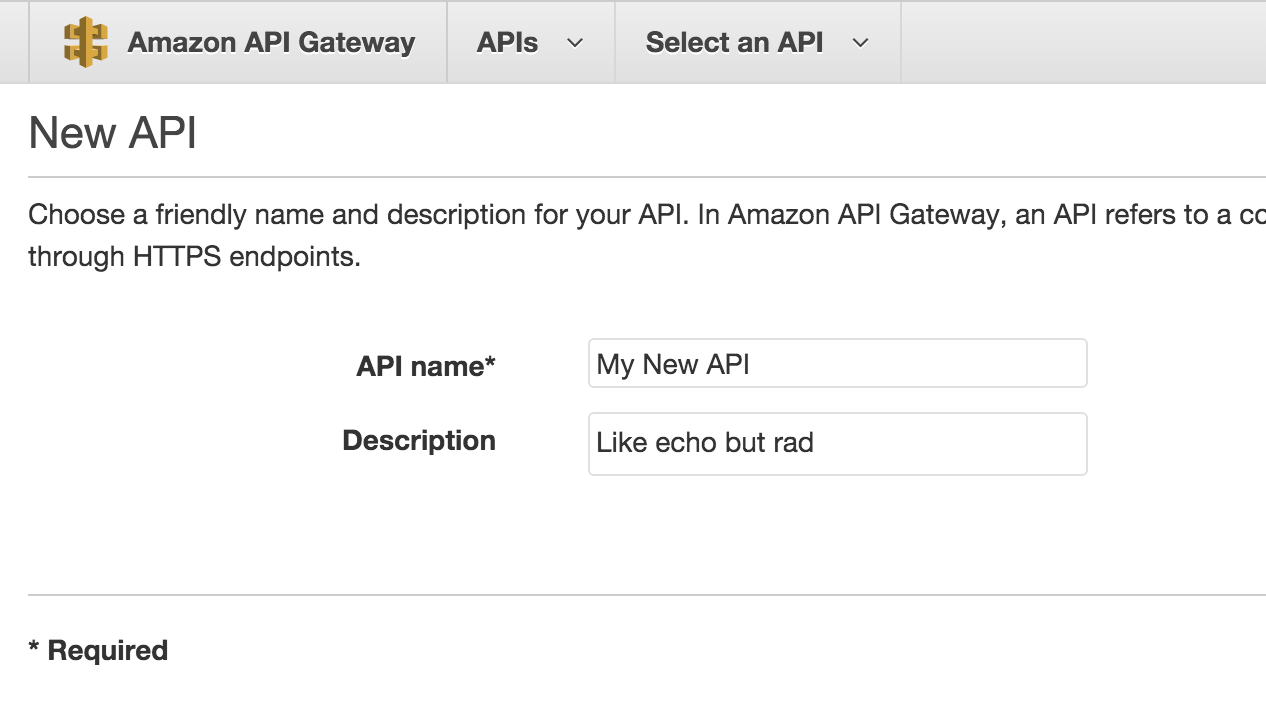 Amazon API Gateway APIs Select an API
New API
Choose a friendly name and description for your API. In Amazon API Gateway, an API refers to a co
through HTTPS endpoints.
API name* My New API
Description Like echo but rad
* Required